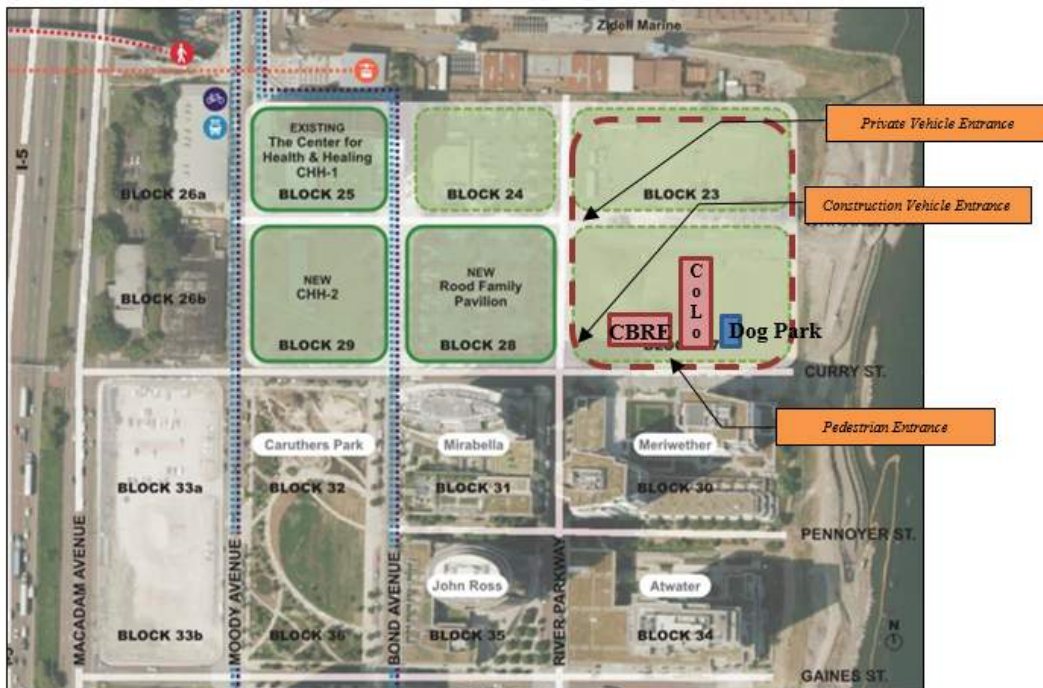 Zidell Marine
I-5
EXISTING
The Center for
Health & Healing
CHH-1
BLOCK 25
BLOCK 24
BLOCK 23
Private Vehicle Entrance
BLOCK 26a
Construction Vehicle Entrance
NEW
CHH-2
NEW
Rood Family
Pavilion
C
o
L
o
BLOCK 26b
CBRE
Dog Park
BLOCK 29
BLOCK 28
CURRY ST.
Pedestrian Entrance
Caruthers Park
Mirabella
Meriwether
BLOCK 33a
BLOCK 32
BLOCK 31
BLOCK 30
PENNOYER ST.
MACADAM AVENUE
MOODY AVENUE
BOND AVENUE
RIVER PARKWAY
John Ross
Atwater
BLOCK 33b
BLOCK 36
BLOCK 35
BLOCK 34
N
GAINES ST.